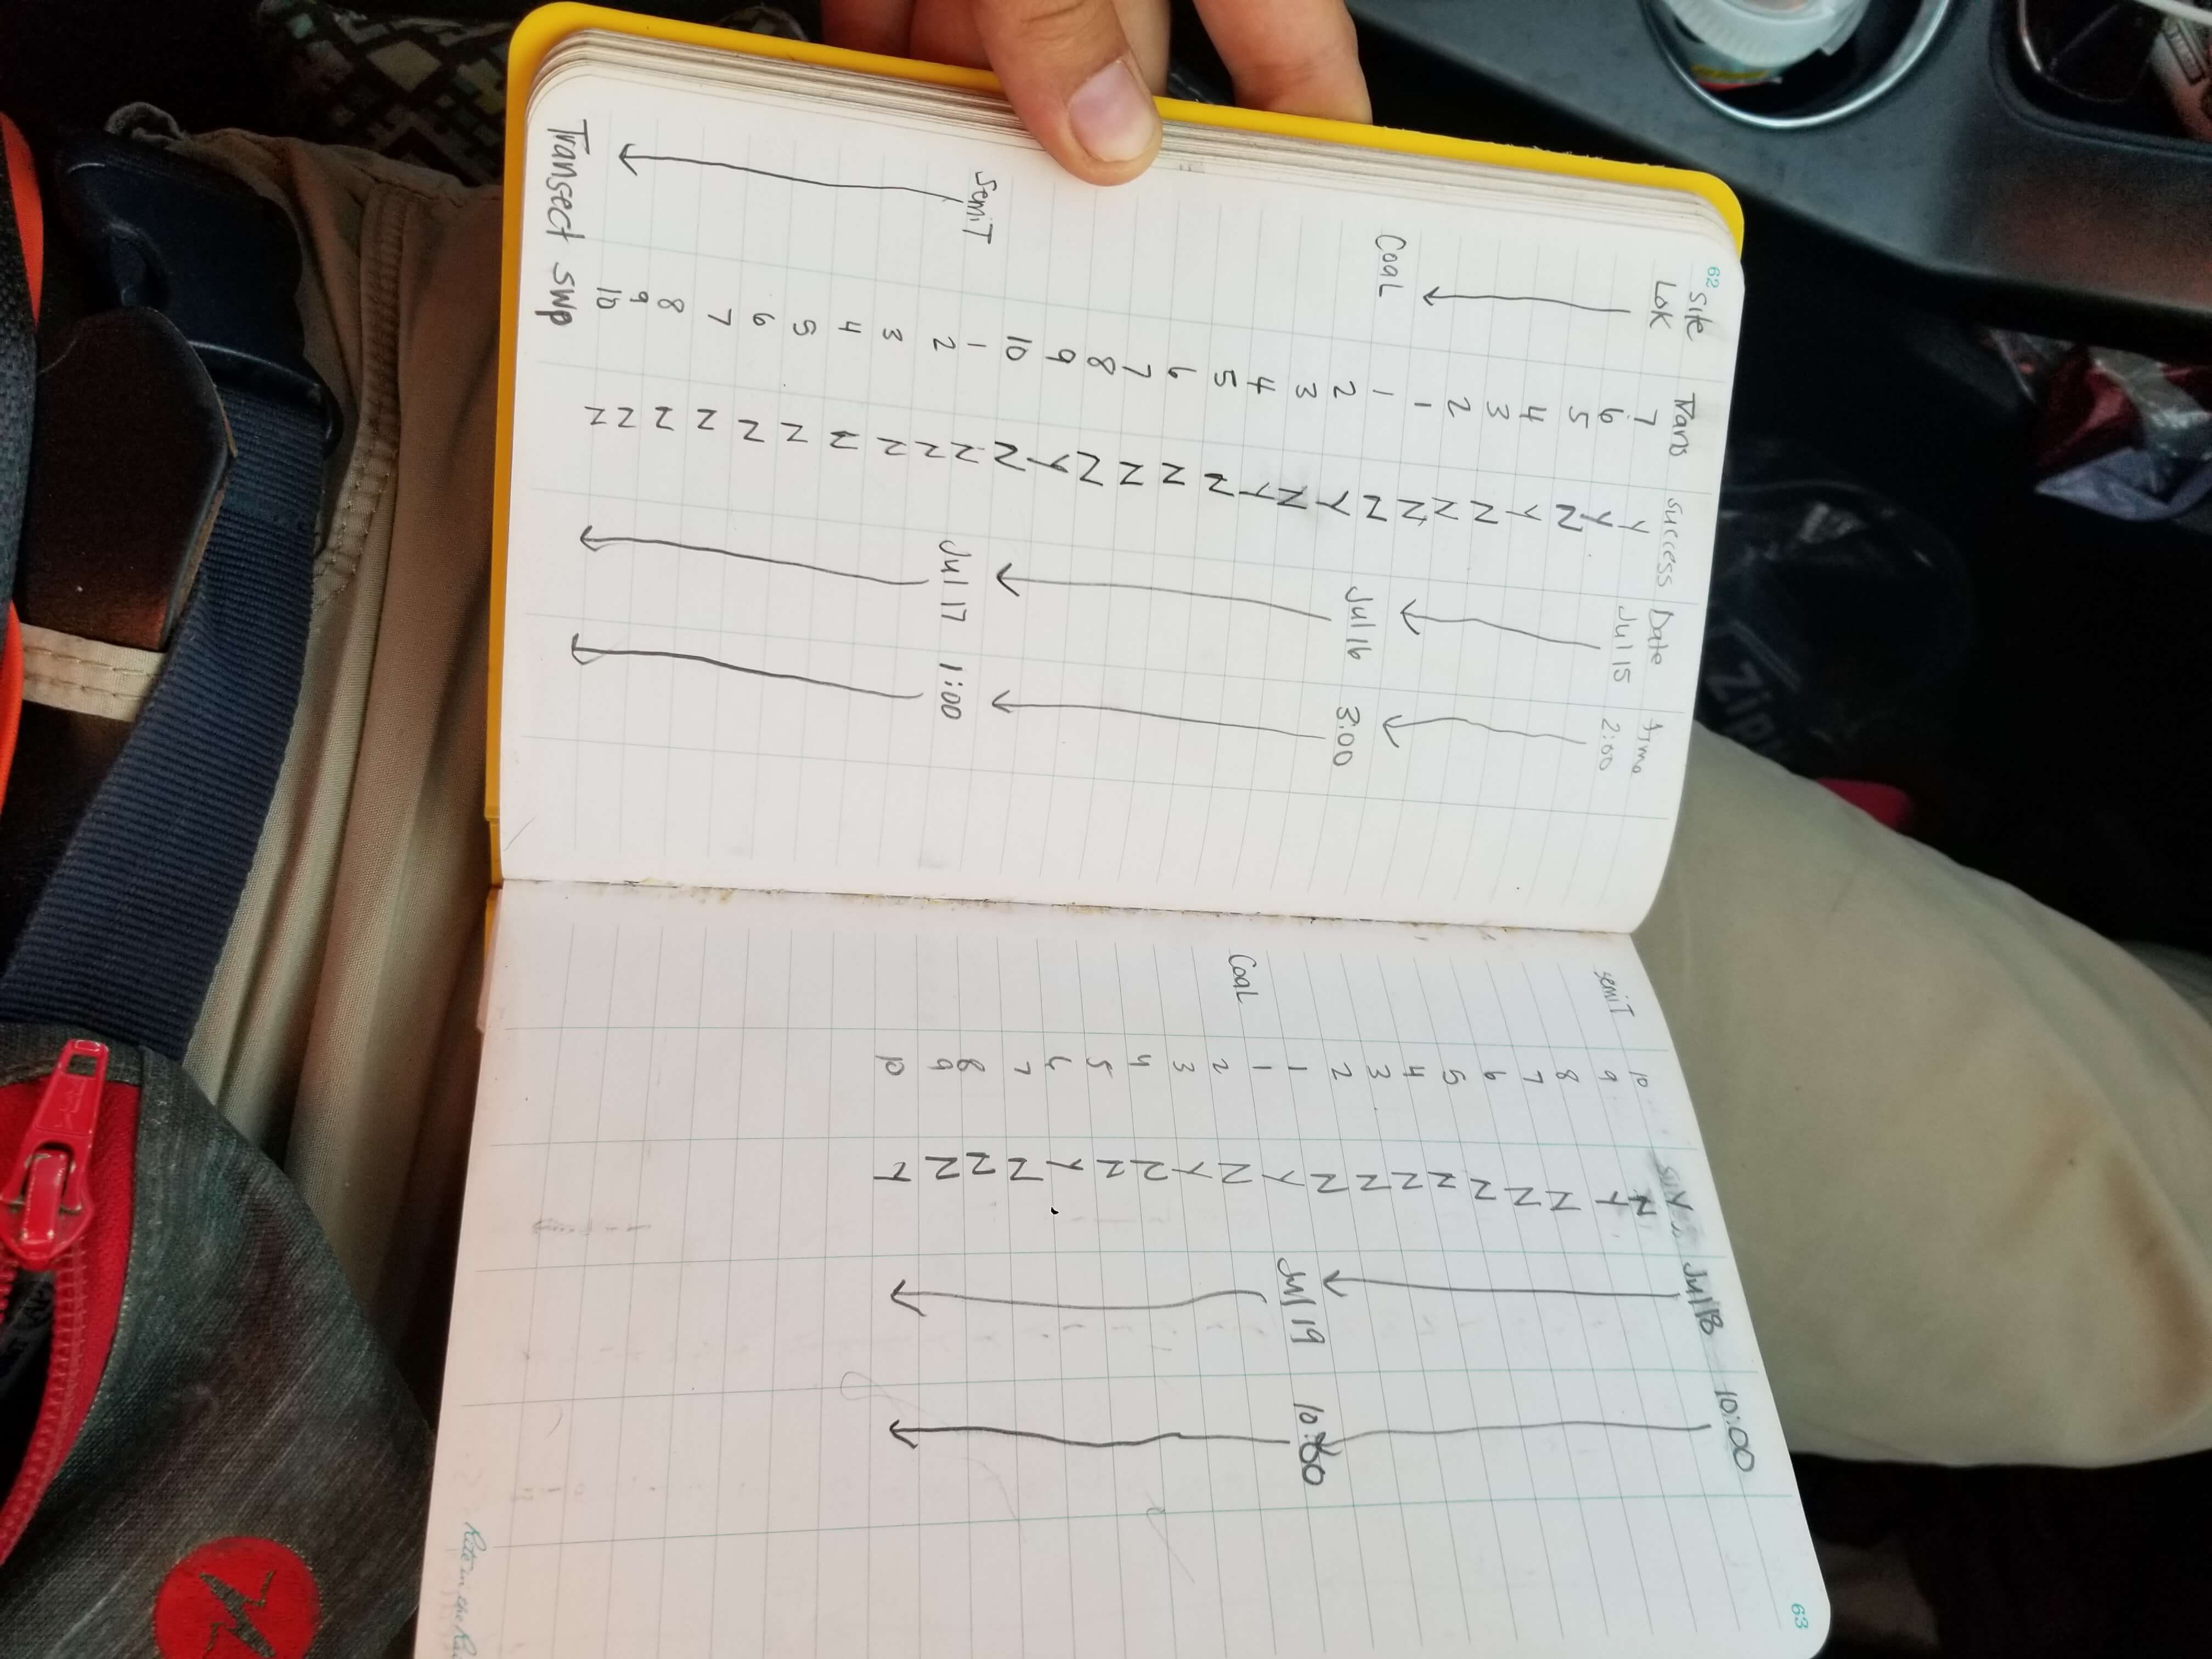 62
Site Trans Success Date time
LOK 7 Y Jul 15 2:00
6 Y
5 N
4 Y
3 N
2 N
1 N
Coal 1 N Jul 16 3:00
2 Y
3 N
4 Y
5 N
6 N
7 N
8 N
9 Y
10 N
SemiT 1 N Jul 17 1:00
2 N
3 N
4 N
5 N
6 N
7 N
8 N
9 N
10 N
Transect swp
63
Jul 18 10:00
semiT 10 N
9 Y
8 N
7 N
6 N
5 N
4 N
3 N
2 N
1 Y Jul 19 10:00
Coal 1 N
2 Y
3 N
4 N
5 Y
6 N
7 N
8 N
9 N
10 Y
Rite in the
Zip